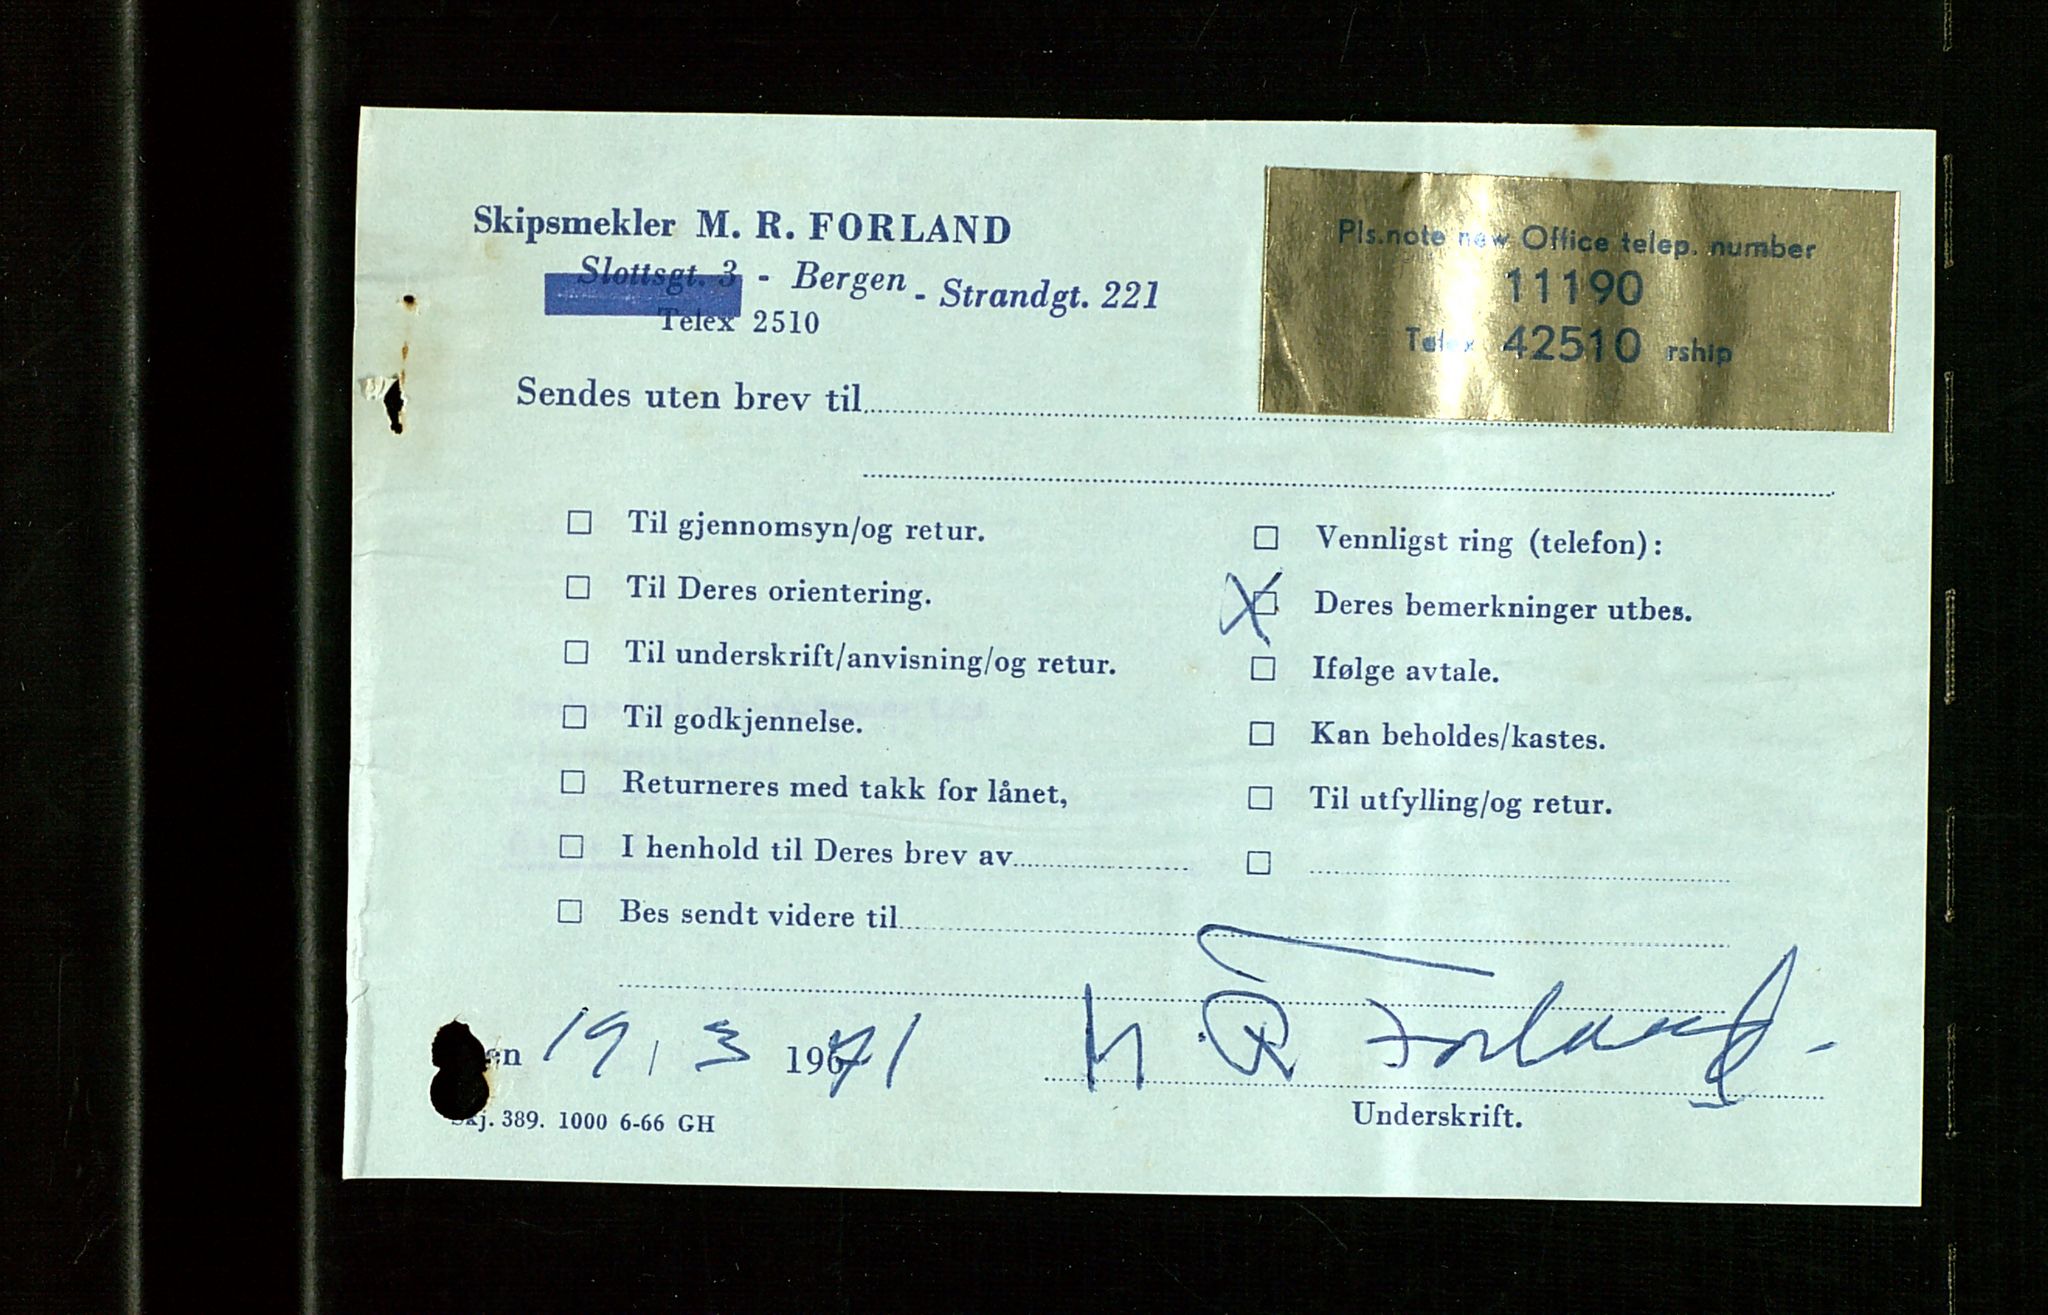 Skipsmekler M. R. FORLAND
Slottsgt. 3 - Bergen - Strandgt. 221
Telex 2510
Pls.note new Office telep. number
11190
Telex 42510 rship
Sendes uten brev til
Til gjennomsyn/og retur.
Til Deres orientering.
Til underskrift/anvisning/og retur.
Til godkjennelse.
Returneres med takk for lånet,
I henhold til Deres brev av
Bes sendt videre til
Vennligst ring (telefon):
X Deres bemerkninger utbes.
Ifølge avtale.
Kan beholdes/kastes.
Til utfylling/og retur.
19/3 1971
M R Forland
Underskrift.
389. 1000 6-66 GH